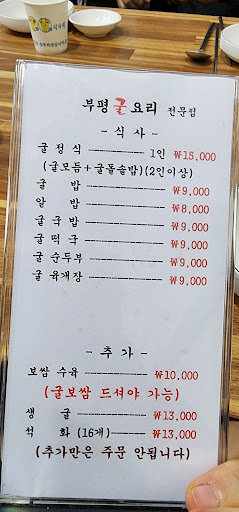 부평 굴요리 전문점
- 식사 -
굴정식 1인 ₩15,000
(굴모듬+굴돌솥밥)(2인이상)
굴 밥 ₩9,000
알 밥 ₩8,000
굴국밥 ₩9,000
굴떡국 ₩9,000
굴순두부 ₩9,000
굴육개장 ₩9,000
- 추가 -
보쌈 수육 ₩10,000
(굴보쌈 드셔야 가능)
생 굴 ₩13,000
석 화 (16개) ₩13,000
(추가만은 주문 안됩니다)